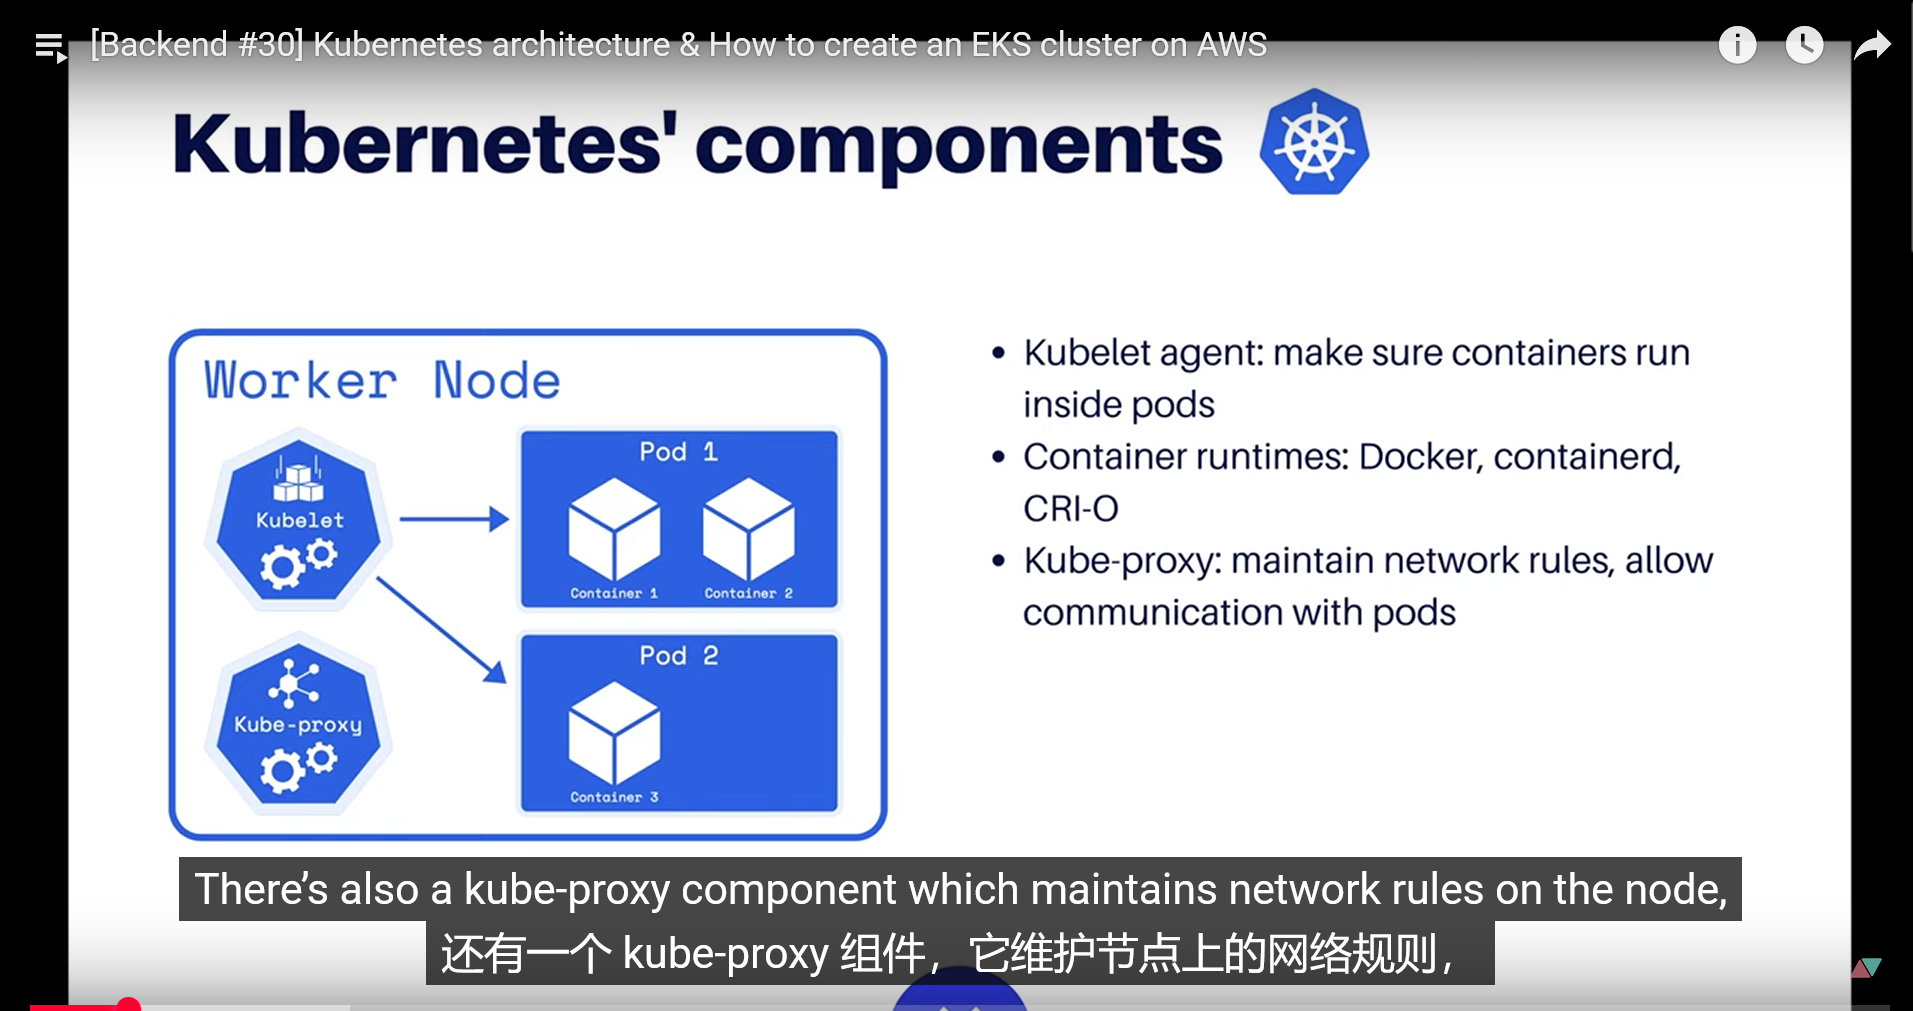 [Backend #30] Kubernetes architecture & How to create an EKS cluster on AWS
Kubernetes' components
Worker Node
Kubelet
Kube-proxy
Pod 1
Container 1
Container 2
Pod 2
Container 3
• Kubelet agent: make sure containers run
inside pods
• Container runtimes: Docker, containerd,
CRI-O
• Kube-proxy: maintain network rules, allow
communication with pods
There’s also a kube-proxy component which maintains network rules on the node,
还有一个 kube-proxy 组件，它维护节点上的网络规则，